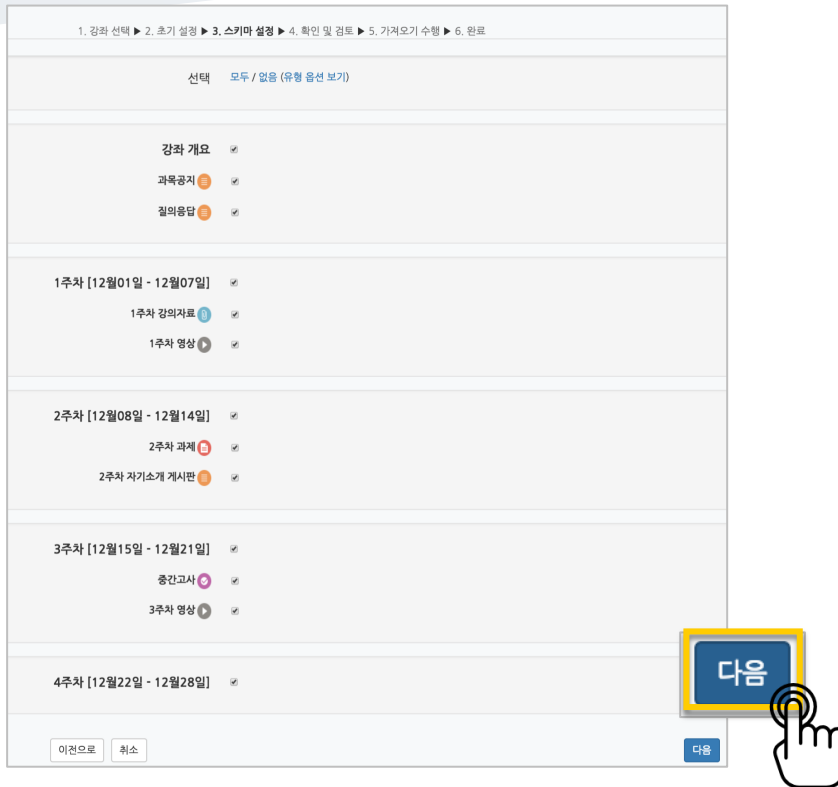 1. 강좌 선택 ▶ 2. 초기 설정 ▶ 3. 스키마 설정 ▶ 4. 확인 및 검토 ▶ 5. 가져오기 수행 ▶ 6. 완료
선택 모두 / 없음 (유형 옵션 보기)
강좌 개요
과목공지
질의응답
1주차 [12월01일 - 12월07일]
1주차 강의자료
1주차 영상
2주차 [12월08일 - 12월14일]
2주차 과제
2주차 자기소개 게시판
3주차 [12월15일 - 12월21일]
중간고사
3주차 영상
4주차 [12월22일 - 12월28일]
다음
이전으로 취소 다음